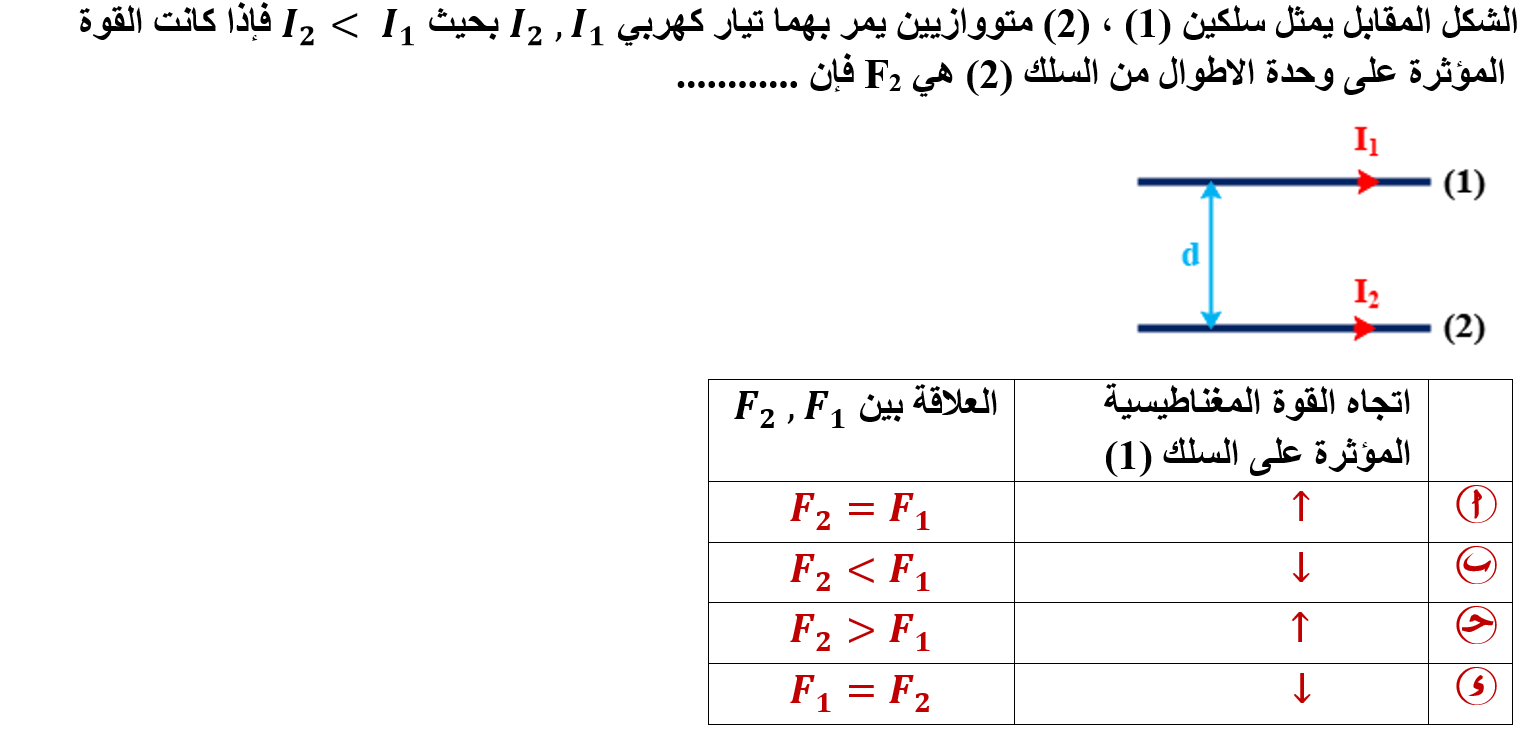 الشكل المقابل يمثل سلكين (1) ، (2) متووازيين يمر بهما تيار كهربي I₂ , I₁ بحيث I₂ < I₁ فإذا كانت القوة
المؤثرة على وحدة الاطوال من السلك (2) هي F₂ فإن ............
I₁
(1)
d
I₂
(2)
اتجاه القوة المغناطيسية المؤثرة على السلك (1) العلاقة بين F₂ , F₁
أ ↑ F₂ = F₁
ب ↓ F₂ < F₁
ج ↑ F₂ > F₁
د ↓ F₁ = F₂